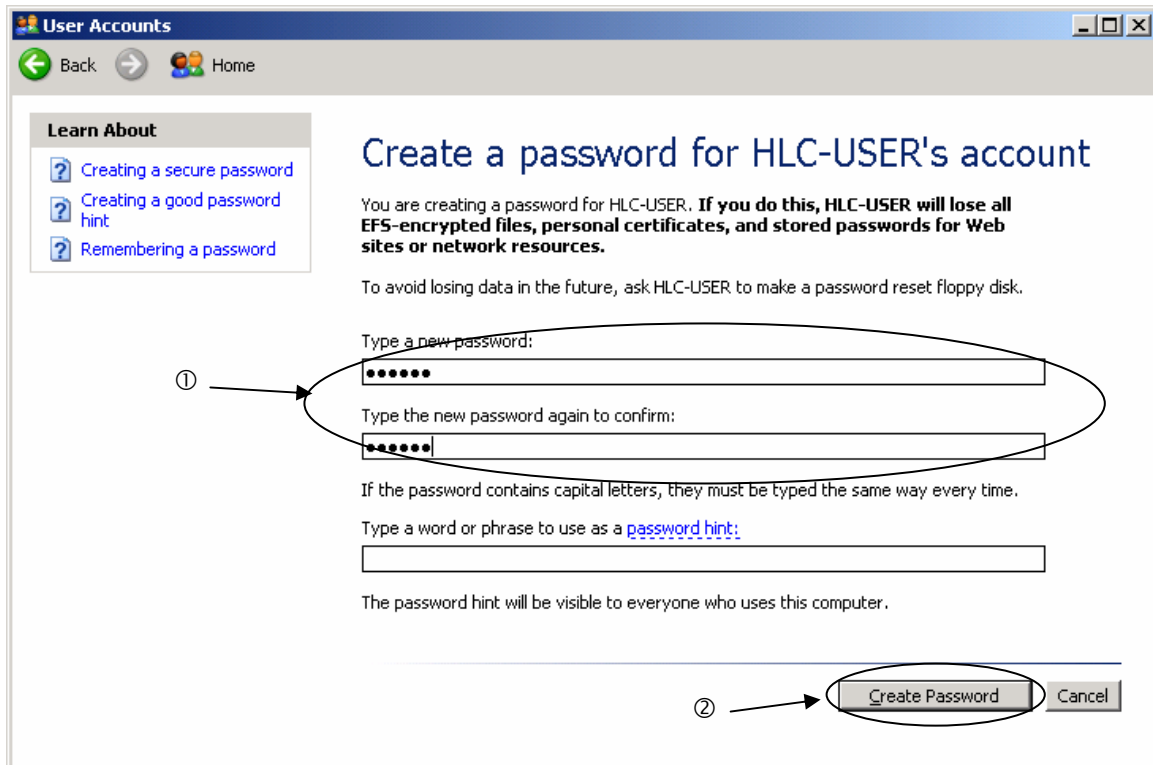 User Accounts
Back Home
Learn About
Creating a secure password
Creating a good password
hint
Remembering a password
Create a password for HLC-USER's account
You are creating a password for HLC-USER. If you do this, HLC-USER will lose all
EFS-encrypted files, personal certificates, and stored passwords for Web
sites or network resources.
To avoid losing data in the future, ask HLC-USER to make a password reset floppy disk.
Type a new password:
●●●●●●
①
Type the new password again to confirm:
●●●●●●
If the password contains capital letters, they must be typed the same way every time.
Type a word or phrase to use as a password hint:
The password hint will be visible to everyone who uses this computer.
② Create Password Cancel